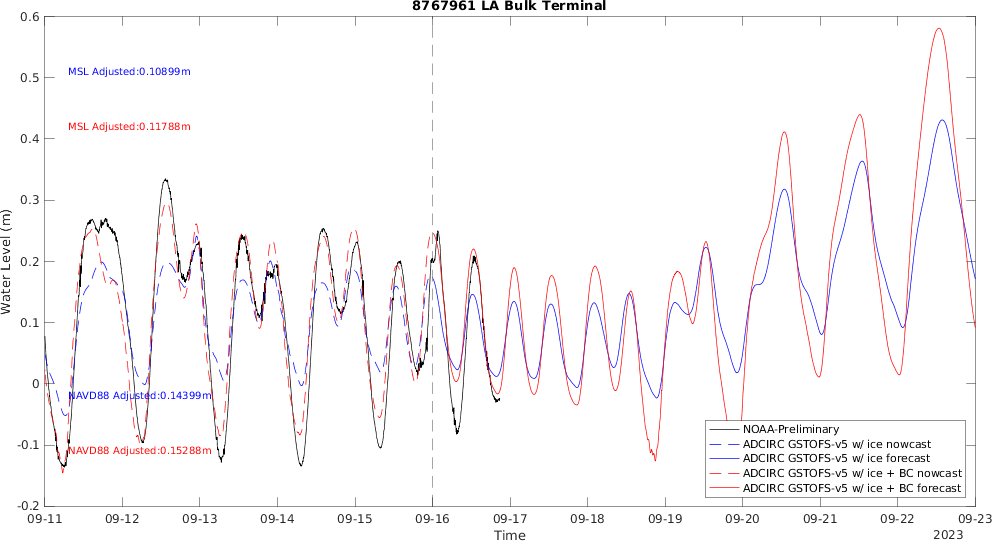 8767961 LA Bulk Terminal
0.6
0.5
0.4
0.3
0.2
0.1
0
-0.1
-0.2
Water Level (m)
MSL Adjusted:0.10899m
MSL Adjusted:0.11788m
NAVD88 Adjusted:0.14399m
NAVD88 Adjusted:0.15288m
NOAA-Preliminary
ADCIRC GSTOFS-v5 w/ ice nowcast
ADCIRC GSTOFS-v5 w/ ice forecast
ADCIRC GSTOFS-v5 w/ ice + BC nowcast
ADCIRC GSTOFS-v5 w/ ice + BC forecast
09-11 09-12 09-13 09-14 09-15 09-16 09-17 09-18 09-19 09-20 09-21 09-22 09-23
Time
2023